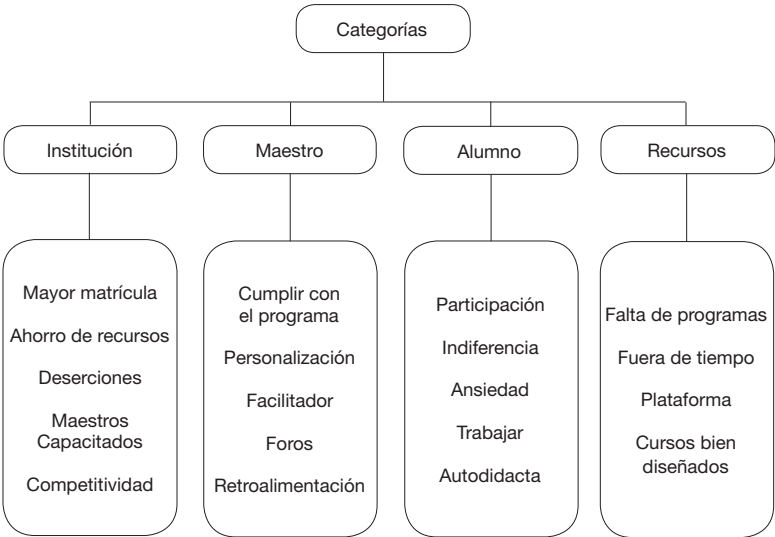 Categorías
Institución
Maestro
Alumno
Recursos
Mayor matrícula
Ahorro de recursos
Deserciones
Maestros
Capacitados
Competitividad
Cumplir con
el programa
Personalización
Facilitador
Foros
Retroalimentación
Participación
Indiferencia
Ansiedad
Trabajar
Autodidacta
Falta de programas
Fuera de tiempo
Plataforma
Cursos bien
diseñados